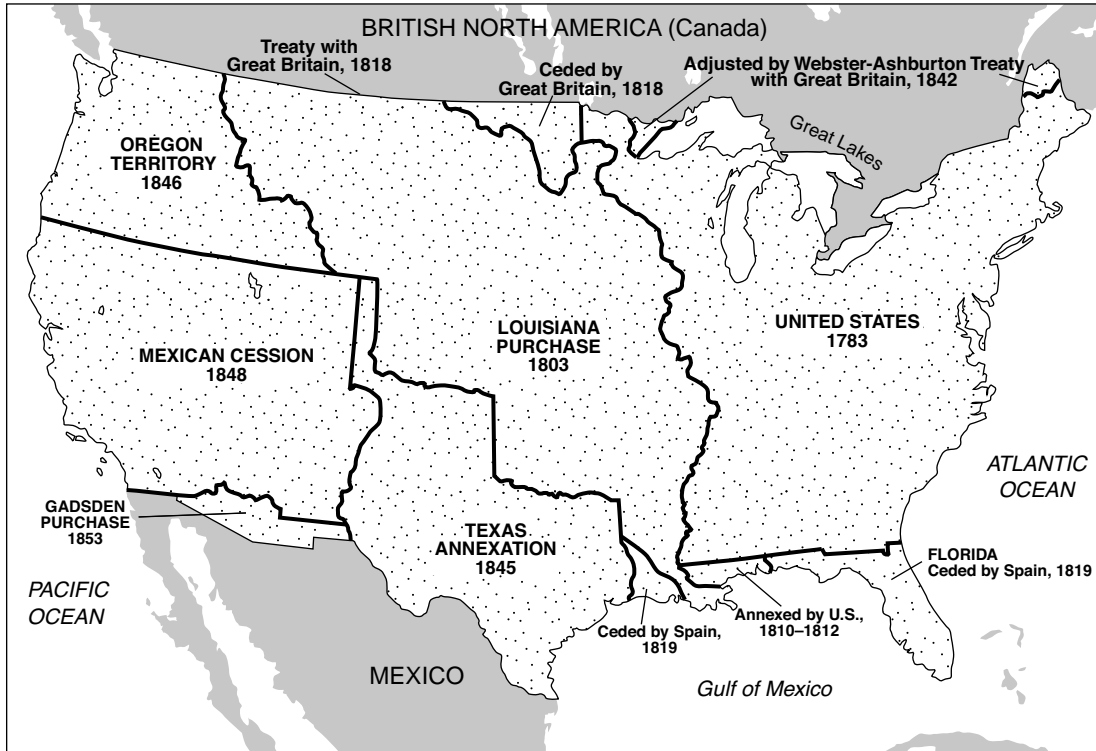 BRITISH NORTH AMERICA (Canada)
Treaty with
Great Britain, 1818
Ceded by
Great Britain, 1818
Adjusted by Webster-Ashburton Treaty
with Great Britain, 1842
Great Lakes
OREGON
TERRITORY
1846
LOUISIANA
PURCHASE
1803
UNITED STATES
1783
MEXICAN CESSION
1848
ATLANTIC
OCEAN
GADSDEN
PURCHASE
1853
TEXAS
ANNEXATION
1845
FLORIDA
Ceded by Spain, 1819
PACIFIC
OCEAN
Ceded by Spain,
1819
Annexed by U.S.,
1810–1812
MEXICO
Gulf of Mexico